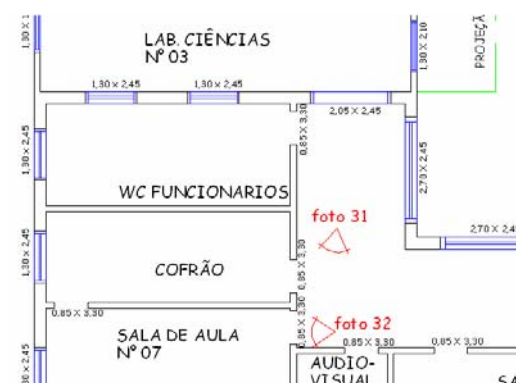 1,30 X 1
LAB. CIÊNCIAS
N° 03
1,30 X 2,10
PROJEÇÃ
1,30 X 2,45
1,30 X 2,45
2,05 X 2,45
0,85 X 3,30
1,30 X 2,45
2,70 X 2,45
WC FUNCIONARIOS
foto 31
2,70 X 2,4
1,30 X 2,45
COFRÃO
0,85 X 3,30
0,85 X 3,30
0,85 X 3,30
foto 32
SALA DE AULA
N° 07
0,85 X 3,30
0,85 X 3,30
X 2,45
AUDIO-
VISUAL
SA